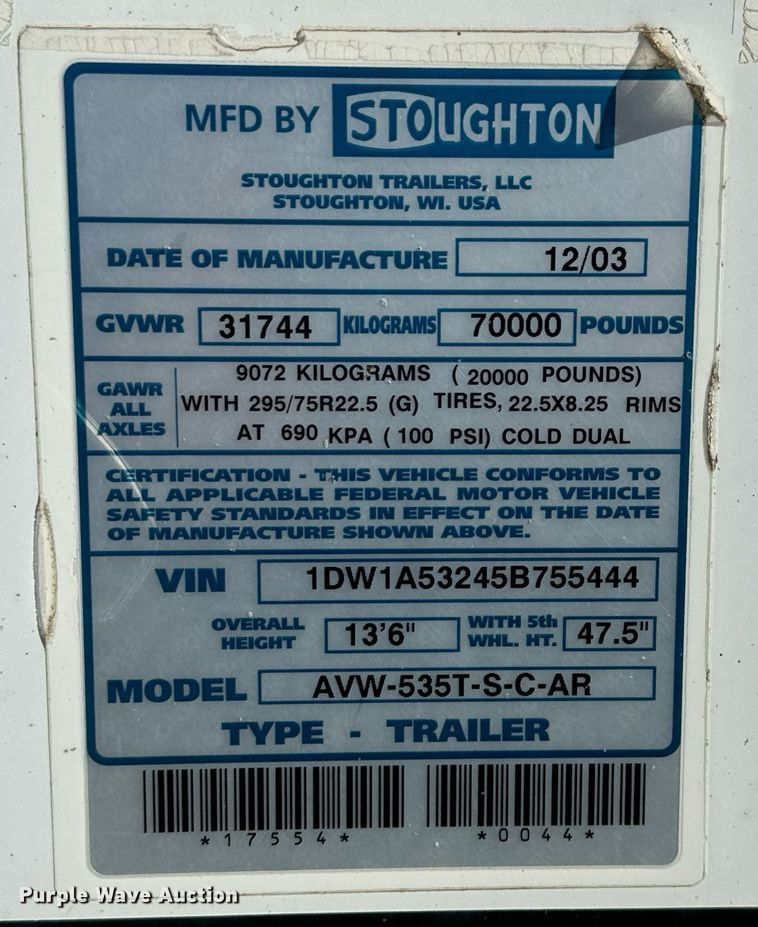 MFD BY STOUGHTON
STOUGHTON TRAILERS, LLC
STOUGHTON, WI. USA
DATE OF MANUFACTURE 12/03
GVWR 31744 KILOGRAMS 70000 POUNDS
GAWR ALL AXLES
9072 KILOGRAMS ( 20000 POUNDS)
WITH 295/75R22.5 (G) TIRES, 22.5X8.25 RIMS
AT 690 KPA ( 100 PSI) COLD DUAL
CERTIFICATION - THIS VEHICLE CONFORMS TO
ALL APPLICABLE FEDERAL MOTOR VEHICLE
SAFETY STANDARDS IN EFFECT ON THE DATE
OF MANUFACTURE SHOWN ABOVE.
VIN 1DW1A53245B755444
OVERALL HEIGHT 13'6" WITH 5th WHL. HT. 47.5"
MODEL AVW-535T-S-C-AR
TYPE - TRAILER
*17554* *0044*
Purple Wave Auction